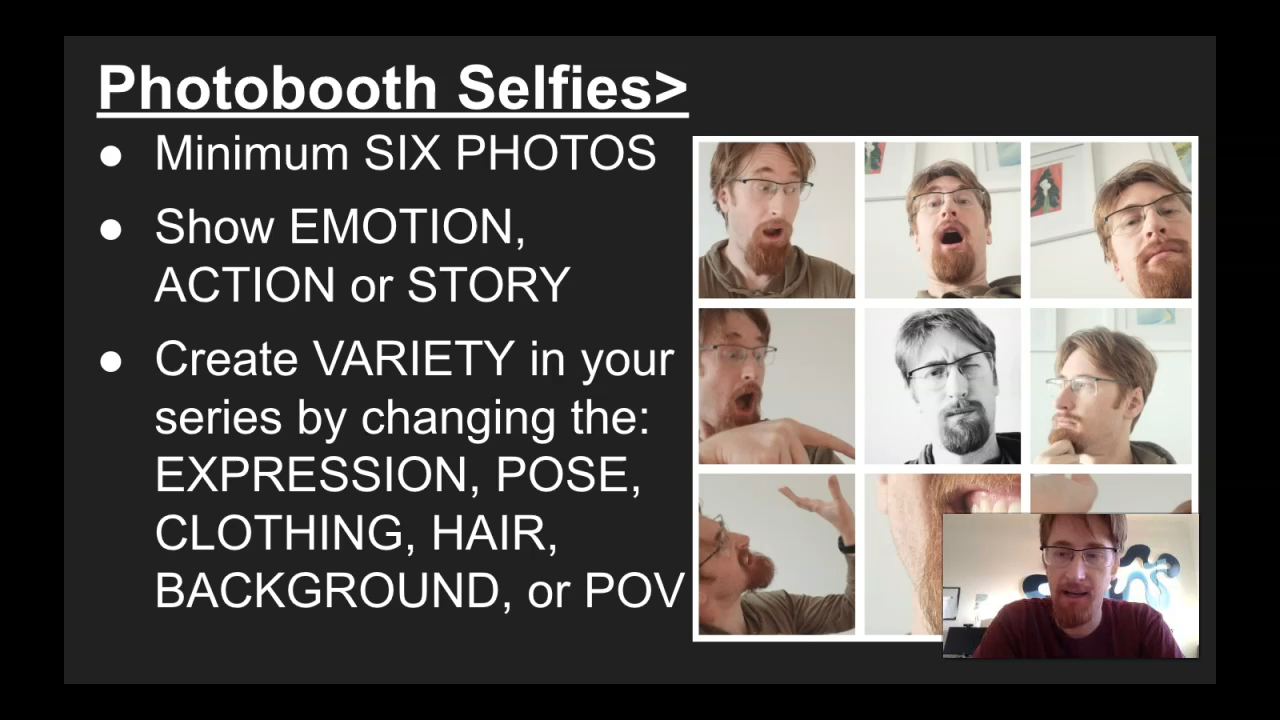 Photobooth Selfies>
● Minimum SIX PHOTOS
● Show EMOTION,
ACTION or STORY
● Create VARIETY in your
series by changing the:
EXPRESSION, POSE,
CLOTHING, HAIR,
BACKGROUND, or POV